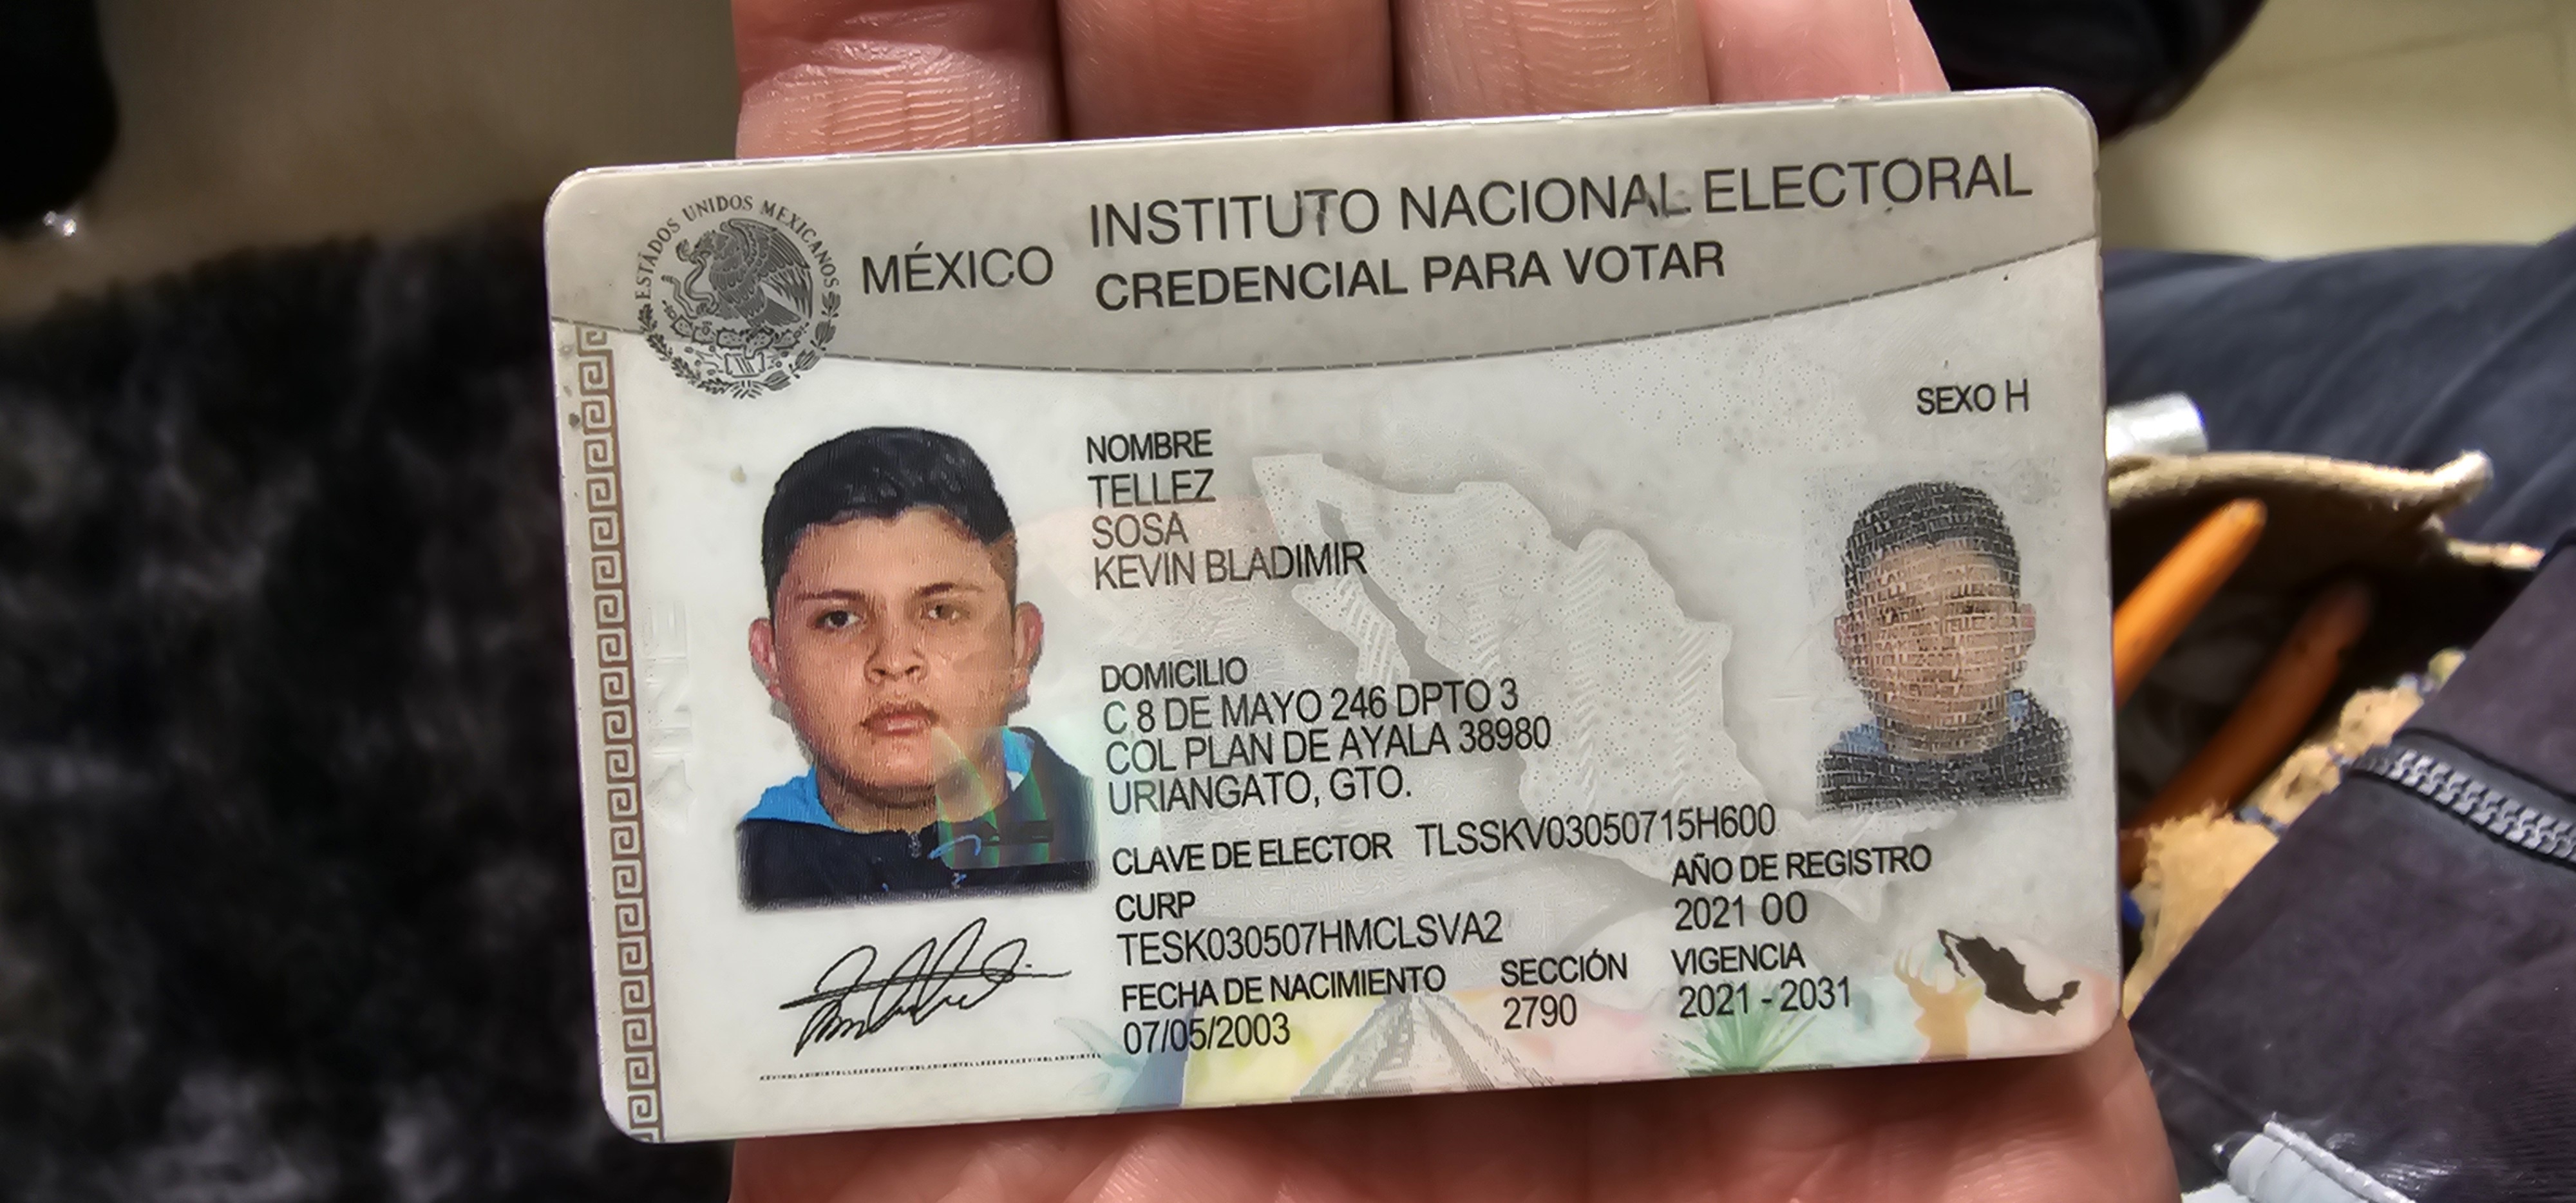 ESTADOS UNIDOS MEXICANOS
MÉXICO INSTITUTO NACIONAL ELECTORAL
CREDENCIAL PARA VOTAR
INE
NOMBRE
TELLEZ
SOSA
KEVIN BLADIMIR
SEXO H
DOMICILIO
C 8 DE MAYO 246 DPTO 3
COL PLAN DE AYALA 38980
URIANGATO, GTO.
CLAVE DE ELECTOR TLSSKV03050715H600
CURP
TESK030507HMCLSVA2
AÑO DE REGISTRO
2021 00
FECHA DE NACIMIENTO
07/05/2003
SECCIÓN
2790
VIGENCIA
2021 - 2031